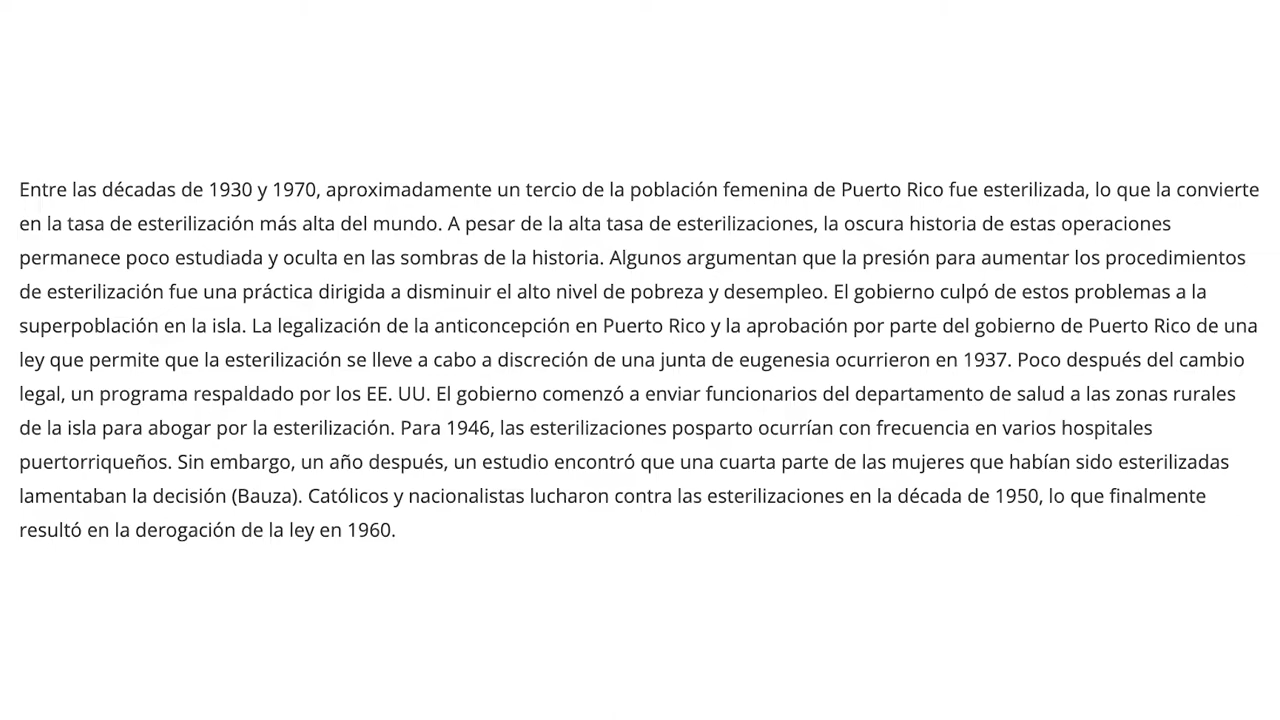 Entre las décadas de 1930 y 1970, aproximadamente un tercio de la población femenina de Puerto Rico fue esterilizada, lo que la convierte
en la tasa de esterilización más alta del mundo. A pesar de la alta tasa de esterilizaciones, la oscura historia de estas operaciones
permanece poco estudiada y oculta en las sombras de la historia. Algunos argumentan que la presión para aumentar los procedimientos
de esterilización fue una práctica dirigida a disminuir el alto nivel de pobreza y desempleo. El gobierno culpó de estos problemas a la
superpoblación en la isla. La legalización de la anticoncepción en Puerto Rico y la aprobación por parte del gobierno de Puerto Rico de una
ley que permite que la esterilización se lleve a cabo a discreción de una junta de eugenesia ocurrieron en 1937. Poco después del cambio
legal, un programa respaldado por los EE. UU. El gobierno comenzó a enviar funcionarios del departamento de salud a las zonas rurales
de la isla para abogar por la esterilización. Para 1946, las esterilizaciones posparto ocurrían con frecuencia en varios hospitales
puertorriqueños. Sin embargo, un año después, un estudio encontró que una cuarta parte de las mujeres que habían sido esterilizadas
lamentaban la decisión (Bauza). Católicos y nacionalistas lucharon contra las esterilizaciones en la década de 1950, lo que finalmente
resultó en la derogación de la ley en 1960.